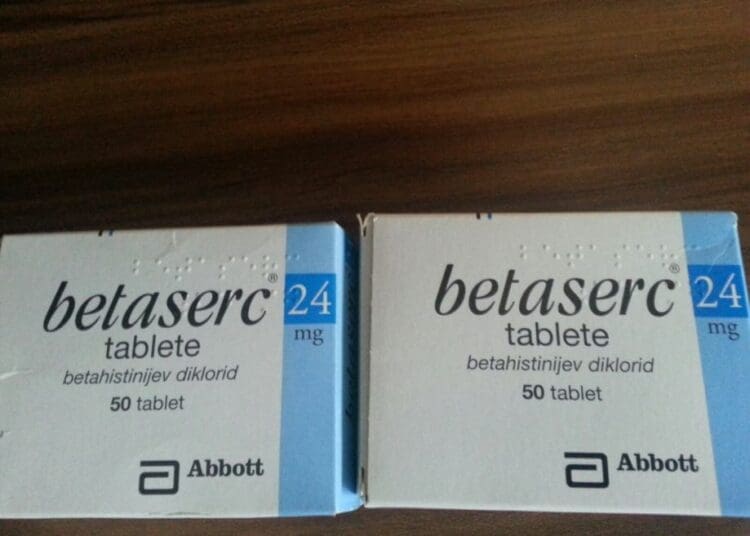 betaserc®
24
mg
tablete
betahistinijev diklorid
50 tablet
Abbott
betaserc®
24
mg
tablete
betahistinijev diklorid
50 tablet
Abbott